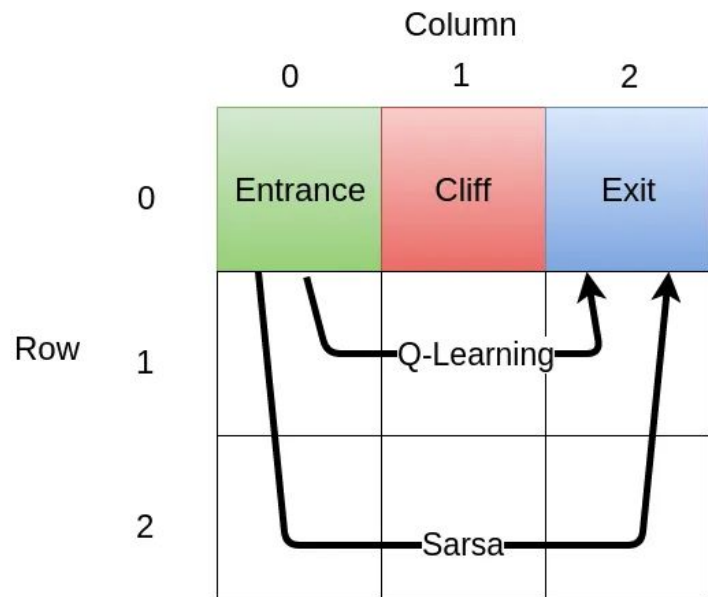 Column
0 1 2
0 Entrance Cliff Exit
Row 1 Q-Learning
2 Sarsa